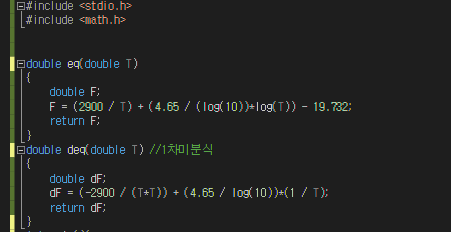 #include <stdio.h>
#include <math.h>
double eq(double T)
{
double F;
F = (2900 / T) + (4.65 / (log(10))*log(T)) - 19.732;
return F;
}
double deq(double T) //1차미분식
{
double dF;
dF = (-2900 / (T*T)) + (4.65 / log(10))*(1 / T);
return dF;
}